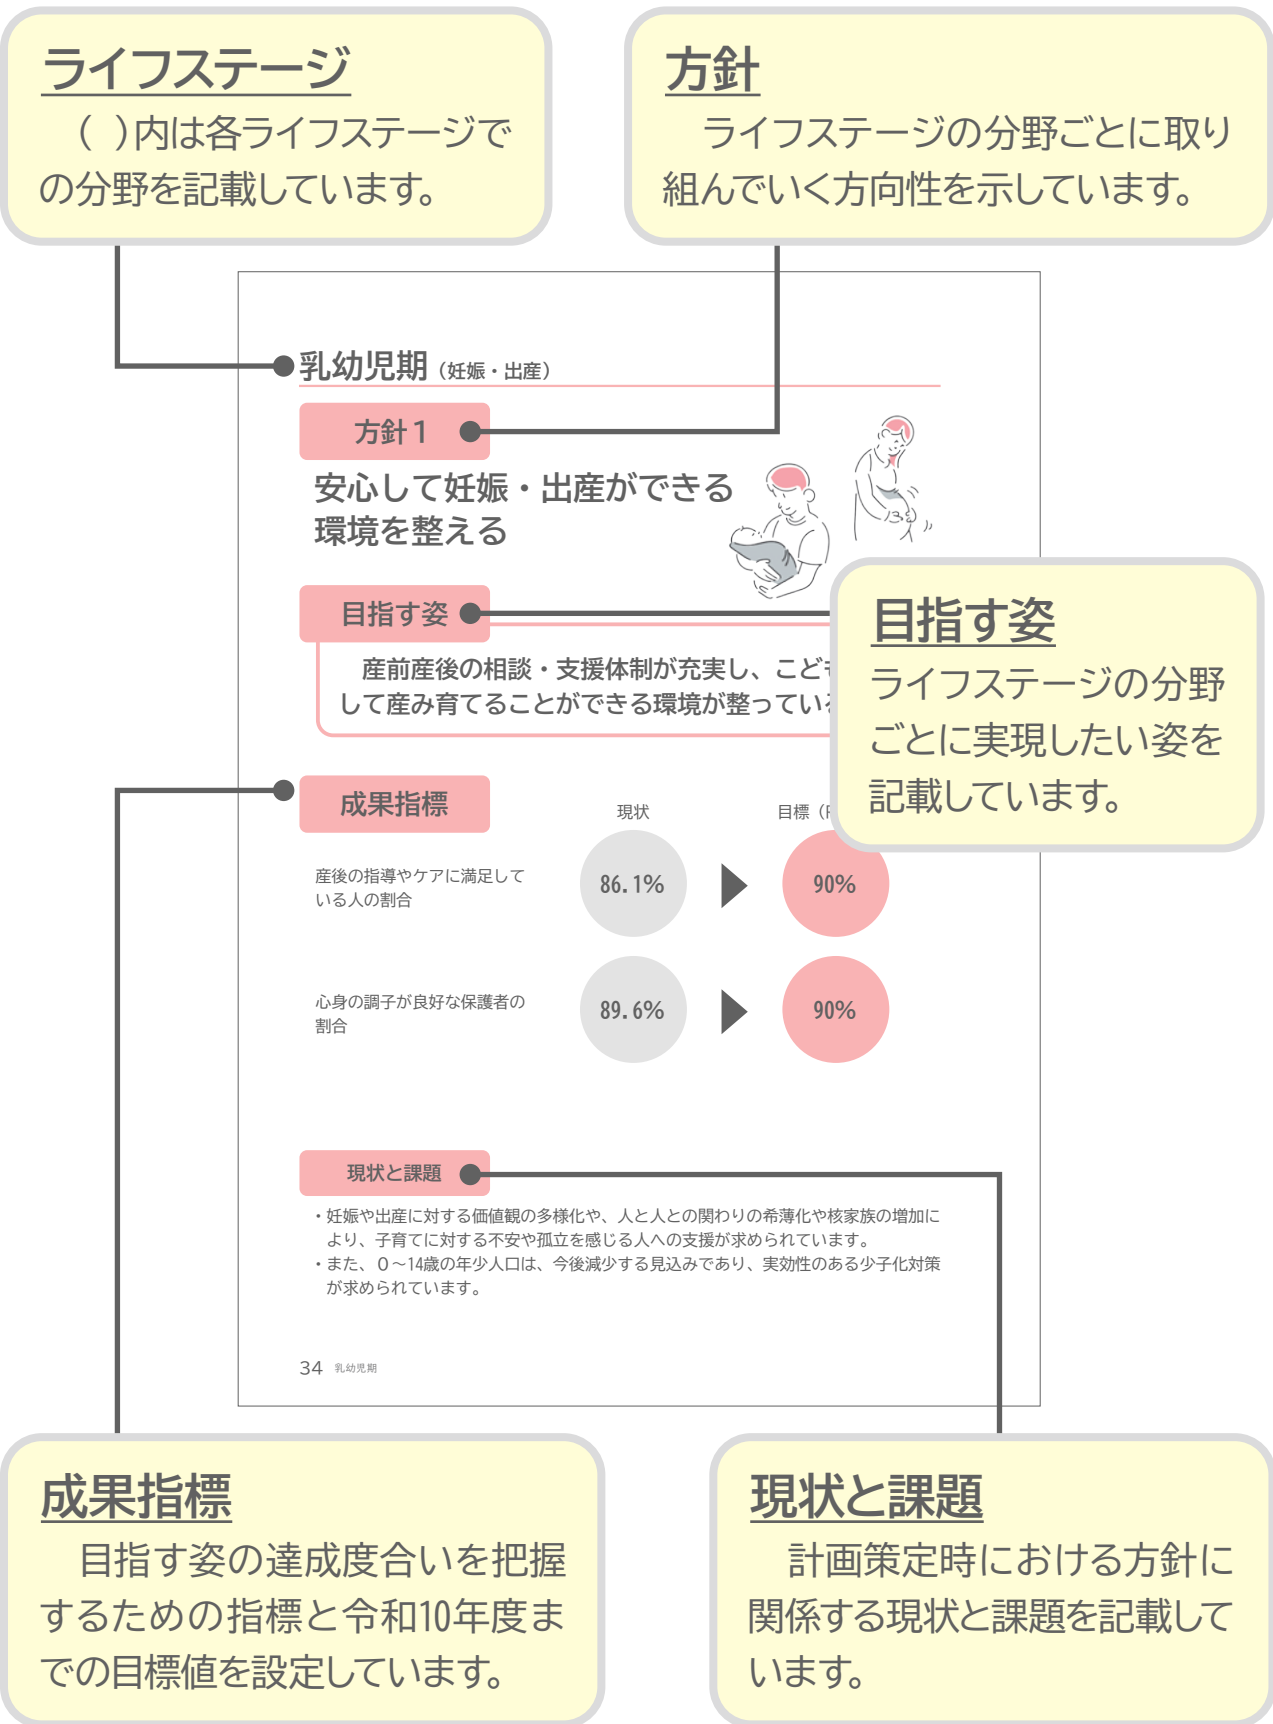 ライフステージ
( )内は各ライフステージで
の分野を記載しています。
方針
ライフステージの分野ごとに取り
組んでいく方向性を示しています。
乳幼児期（妊娠・出産）
方針１
安心して妊娠・出産ができる
環境を整える
目指す姿
産前産後の相談・支援体制が充実し、こども
して産み育てることができる環境が整ってい
目指す姿
ライフステージの分野
ごとに実現したい姿を
記載しています。
成果指標
現状
目標（R
産後の指導やケアに満足して
いる人の割合
86.1%
90%
心身の調子が良好な保護者の
割合
89.6%
90%
現状と課題
・妊娠や出産に対する価値観の多様化や、人と人との関わりの希薄化や核家族の増加に
より、子育てに対する不安や孤立を感じる人への支援が求められています。
・また、０～14歳の年少人口は、今後減少する見込みであり、実効性のある少子化対策
が求められています。
34 乳幼児期
成果指標
目指す姿の達成度合いを把握
するための指標と令和10年度ま
での目標値を設定しています。
現状と課題
計画策定時における方針に
関係する現状と課題を記載して
います。